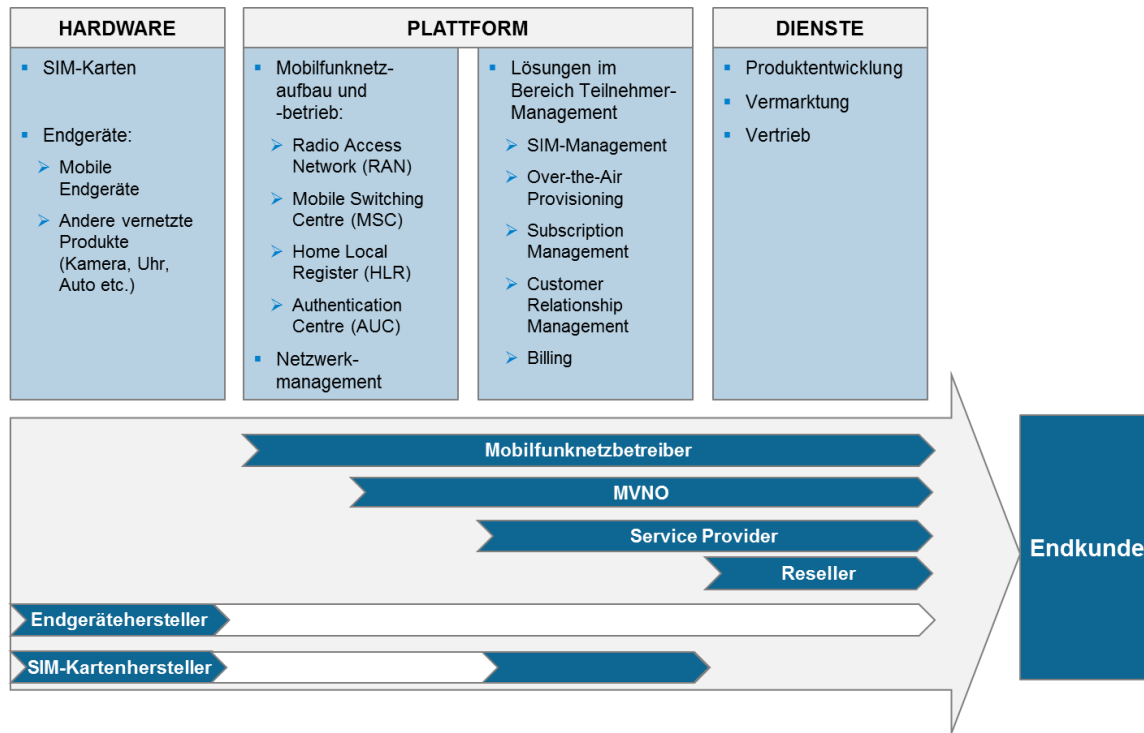 HARDWARE
SIM-Karten
Endgeräte:
Mobile
Endgeräte
Andere vernetzte
Produkte
(Kamera, Uhr,
Auto etc.)
PLATTFORM
Mobilfunknetz-
aufbau und
-betrieb:
Radio Access
Network (RAN)
Mobile Switching
Centre (MSC)
Home Local
Register (HLR)
Authentication
Centre (AUC)
Netzwerk-
management
Lösungen im
Bereich Teilnehmer-
Management
SIM-Management
Over-the-Air
Provisioning
Subscription
Management
Customer
Relationship
Management
Billing
DIENSTE
Produktentwicklung
Vermarktung
Vertrieb
Mobilfunknetzbetreiber
MVNO
Service Provider
Reseller
Endgerätehersteller
SIM-Kartenhersteller
Endkunde